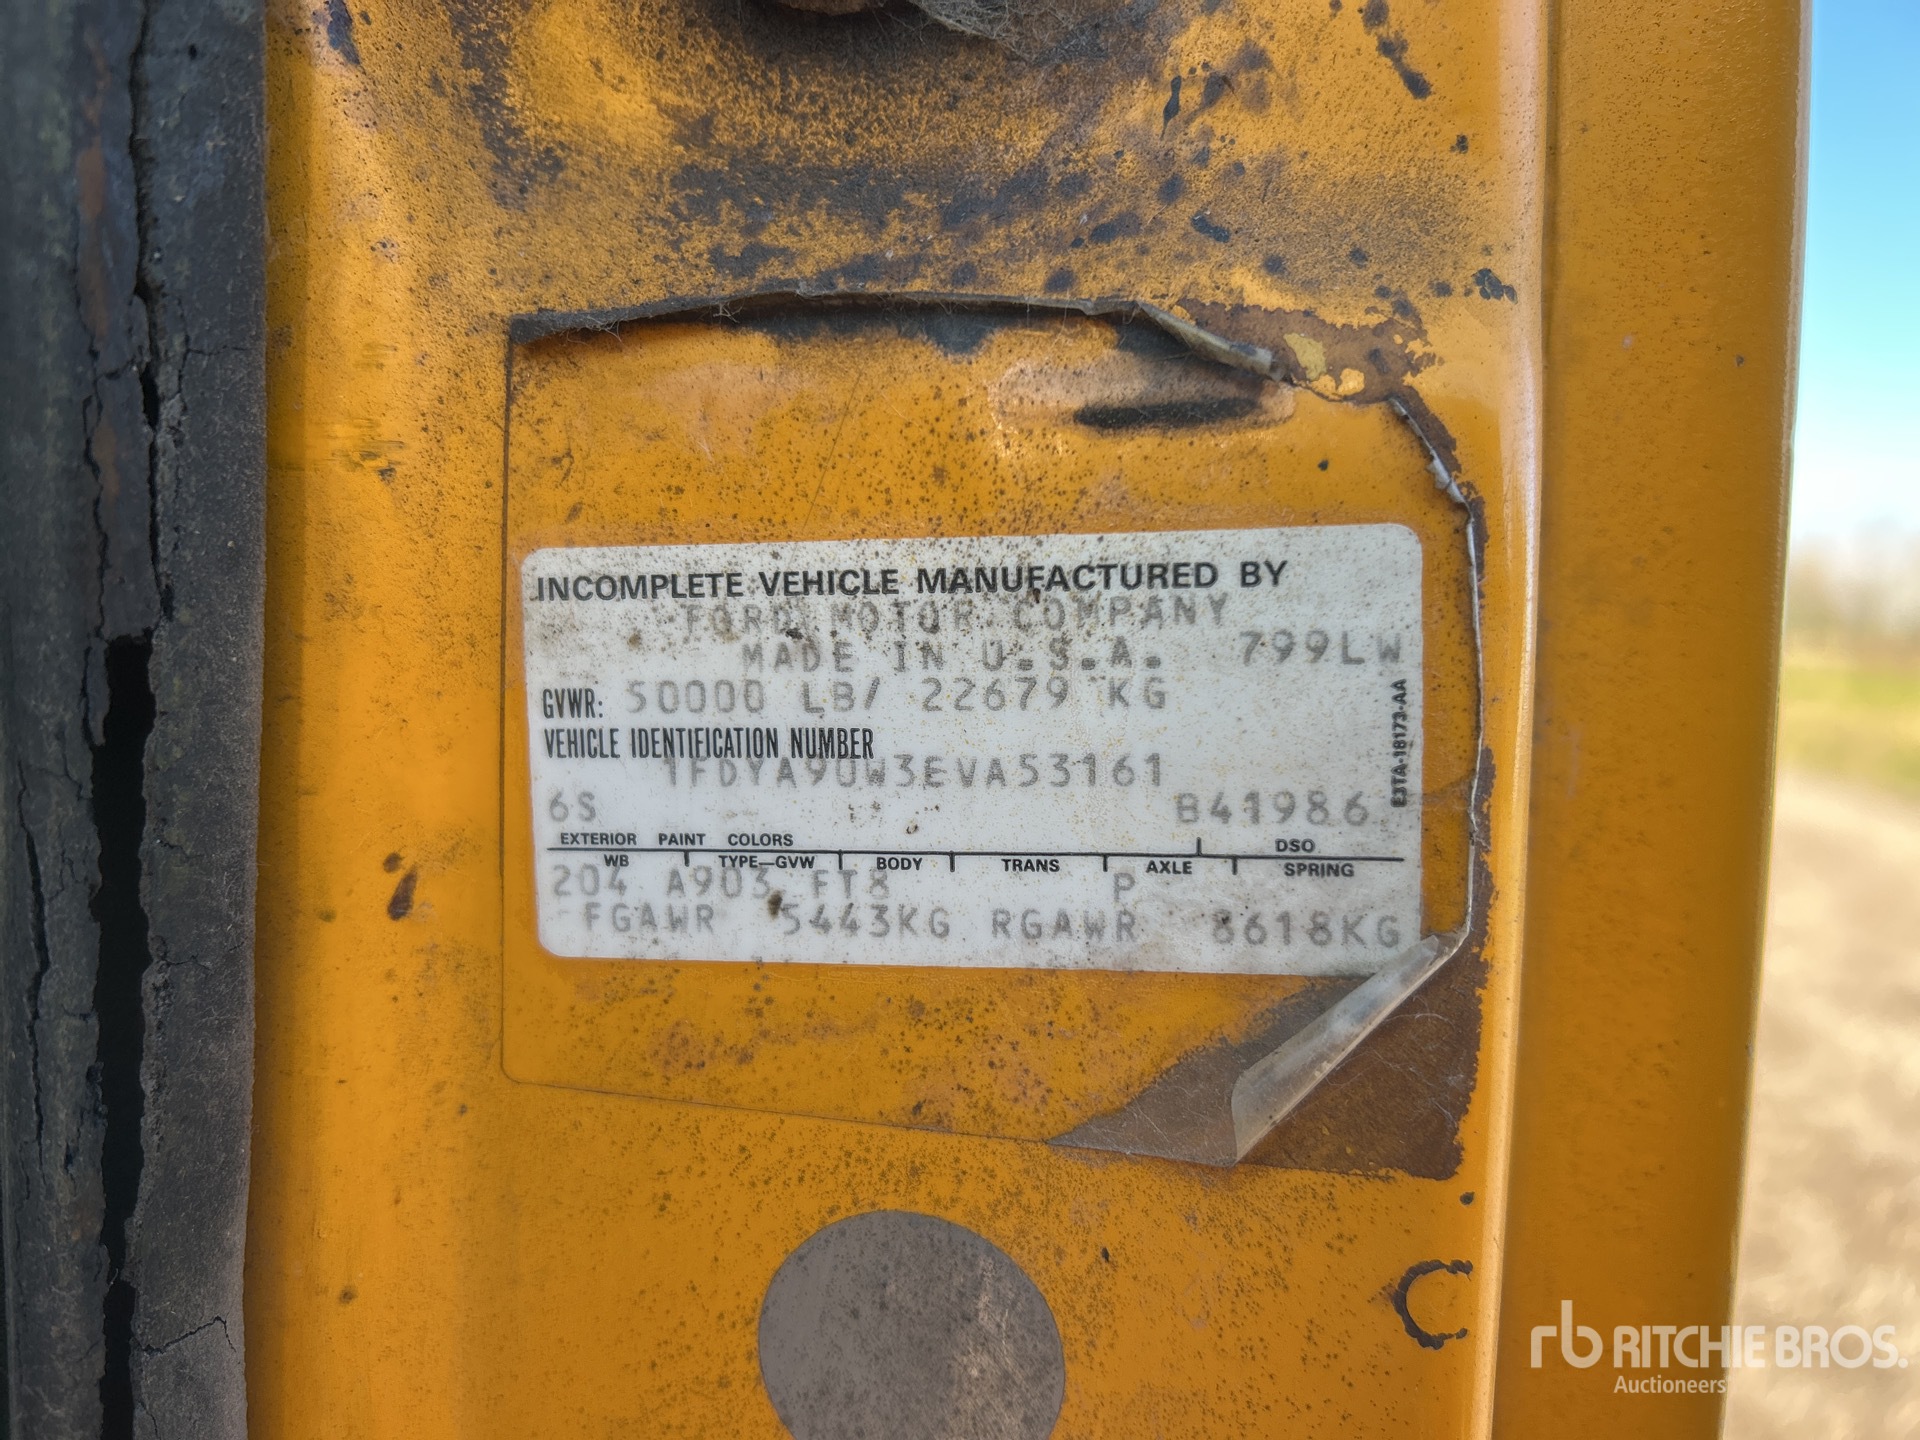 INCOMPLETE VEHICLE MANUFACTURED BY
FORD MOTOR COMPANY
MADE IN U.S.A. 799LW
GVWR: 50000 LB/ 22679 KG
VEHICLE IDENTIFICATION NUMBER
1FDYA90W3EVA53161
6S B41986
EXTERIOR PAINT COLORS DSO
WB TYPE—GVW BODY TRANS AXLE SPRING
204 A903 FT8 P
FGAWR 5443KG RGAWR 8618KG
E3TA-18173-AA
rb RITCHIE BROS.
Auctioneers